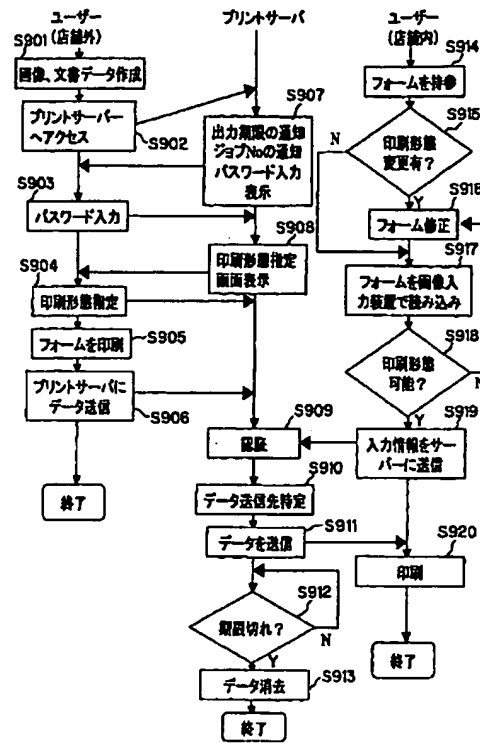 ユーザー
(店舗外)
S901
画像、文書データ作成
プリントサーバー
へアクセス
S902
S903
パスワード入力
S904
印刷形態指定
S905
フォームを印刷
プリントサーバに
データ送信
S906
終了
プリントサーバ
S907
出力期限の通知
ジョブNoの通知
パスワード入力
表示
S908
印刷形態指定
画面表示
S909
認証
S910
データ送信先特定
S911
データを送信
S912
期限切れ?
N
Y
S913
データ消去
終了
ユーザー
(店舗内)
S914
フォームを持参
S915
N
印刷形態
変更有?
Y
S916
フォーム修正
S917
フォームを画像入
力装置で読み込み
S918
印刷形態
可能?
N
Y
S919
入力情報をサー
バーに送信
S920
印刷
終了